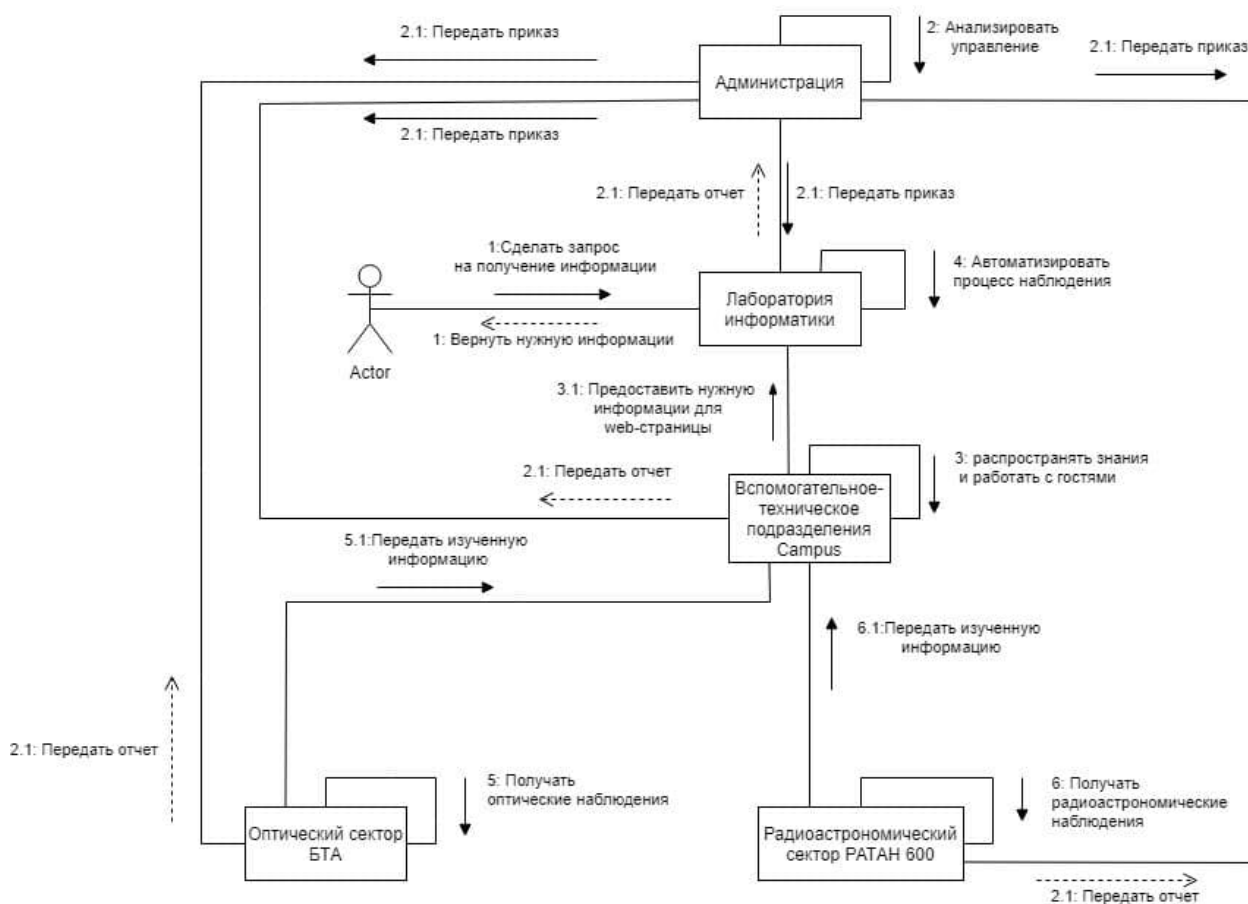 2.1: Передать приказ
2: Анализировать
управление
2.1: Передать приказ
Администрация
2.1: Передать приказ
2.1: Передать отчет
2.1: Передать приказ
1:Сделать запрос
на получение информации
4: Автоматизировать
процесс наблюдения
Лаборатория
информатики
1: Вернуть нужную информации
Actor
3.1: Предоставить нужную
информации для
web-страницы
2.1: Передать отчет
3: распространять знания
и работать с гостями
Вспомогательное-
техническое
подразделения
Campus
5.1:Передать изученную
информацию
6.1:Передать изученную
информацию
2.1: Передать отчет
5: Получать
оптические наблюдения
6: Получать
радиоастрономические
наблюдения
Оптический сектор
БТА
Радиоастрономический
сектор РАТАН 600
2.1: Передать отчет